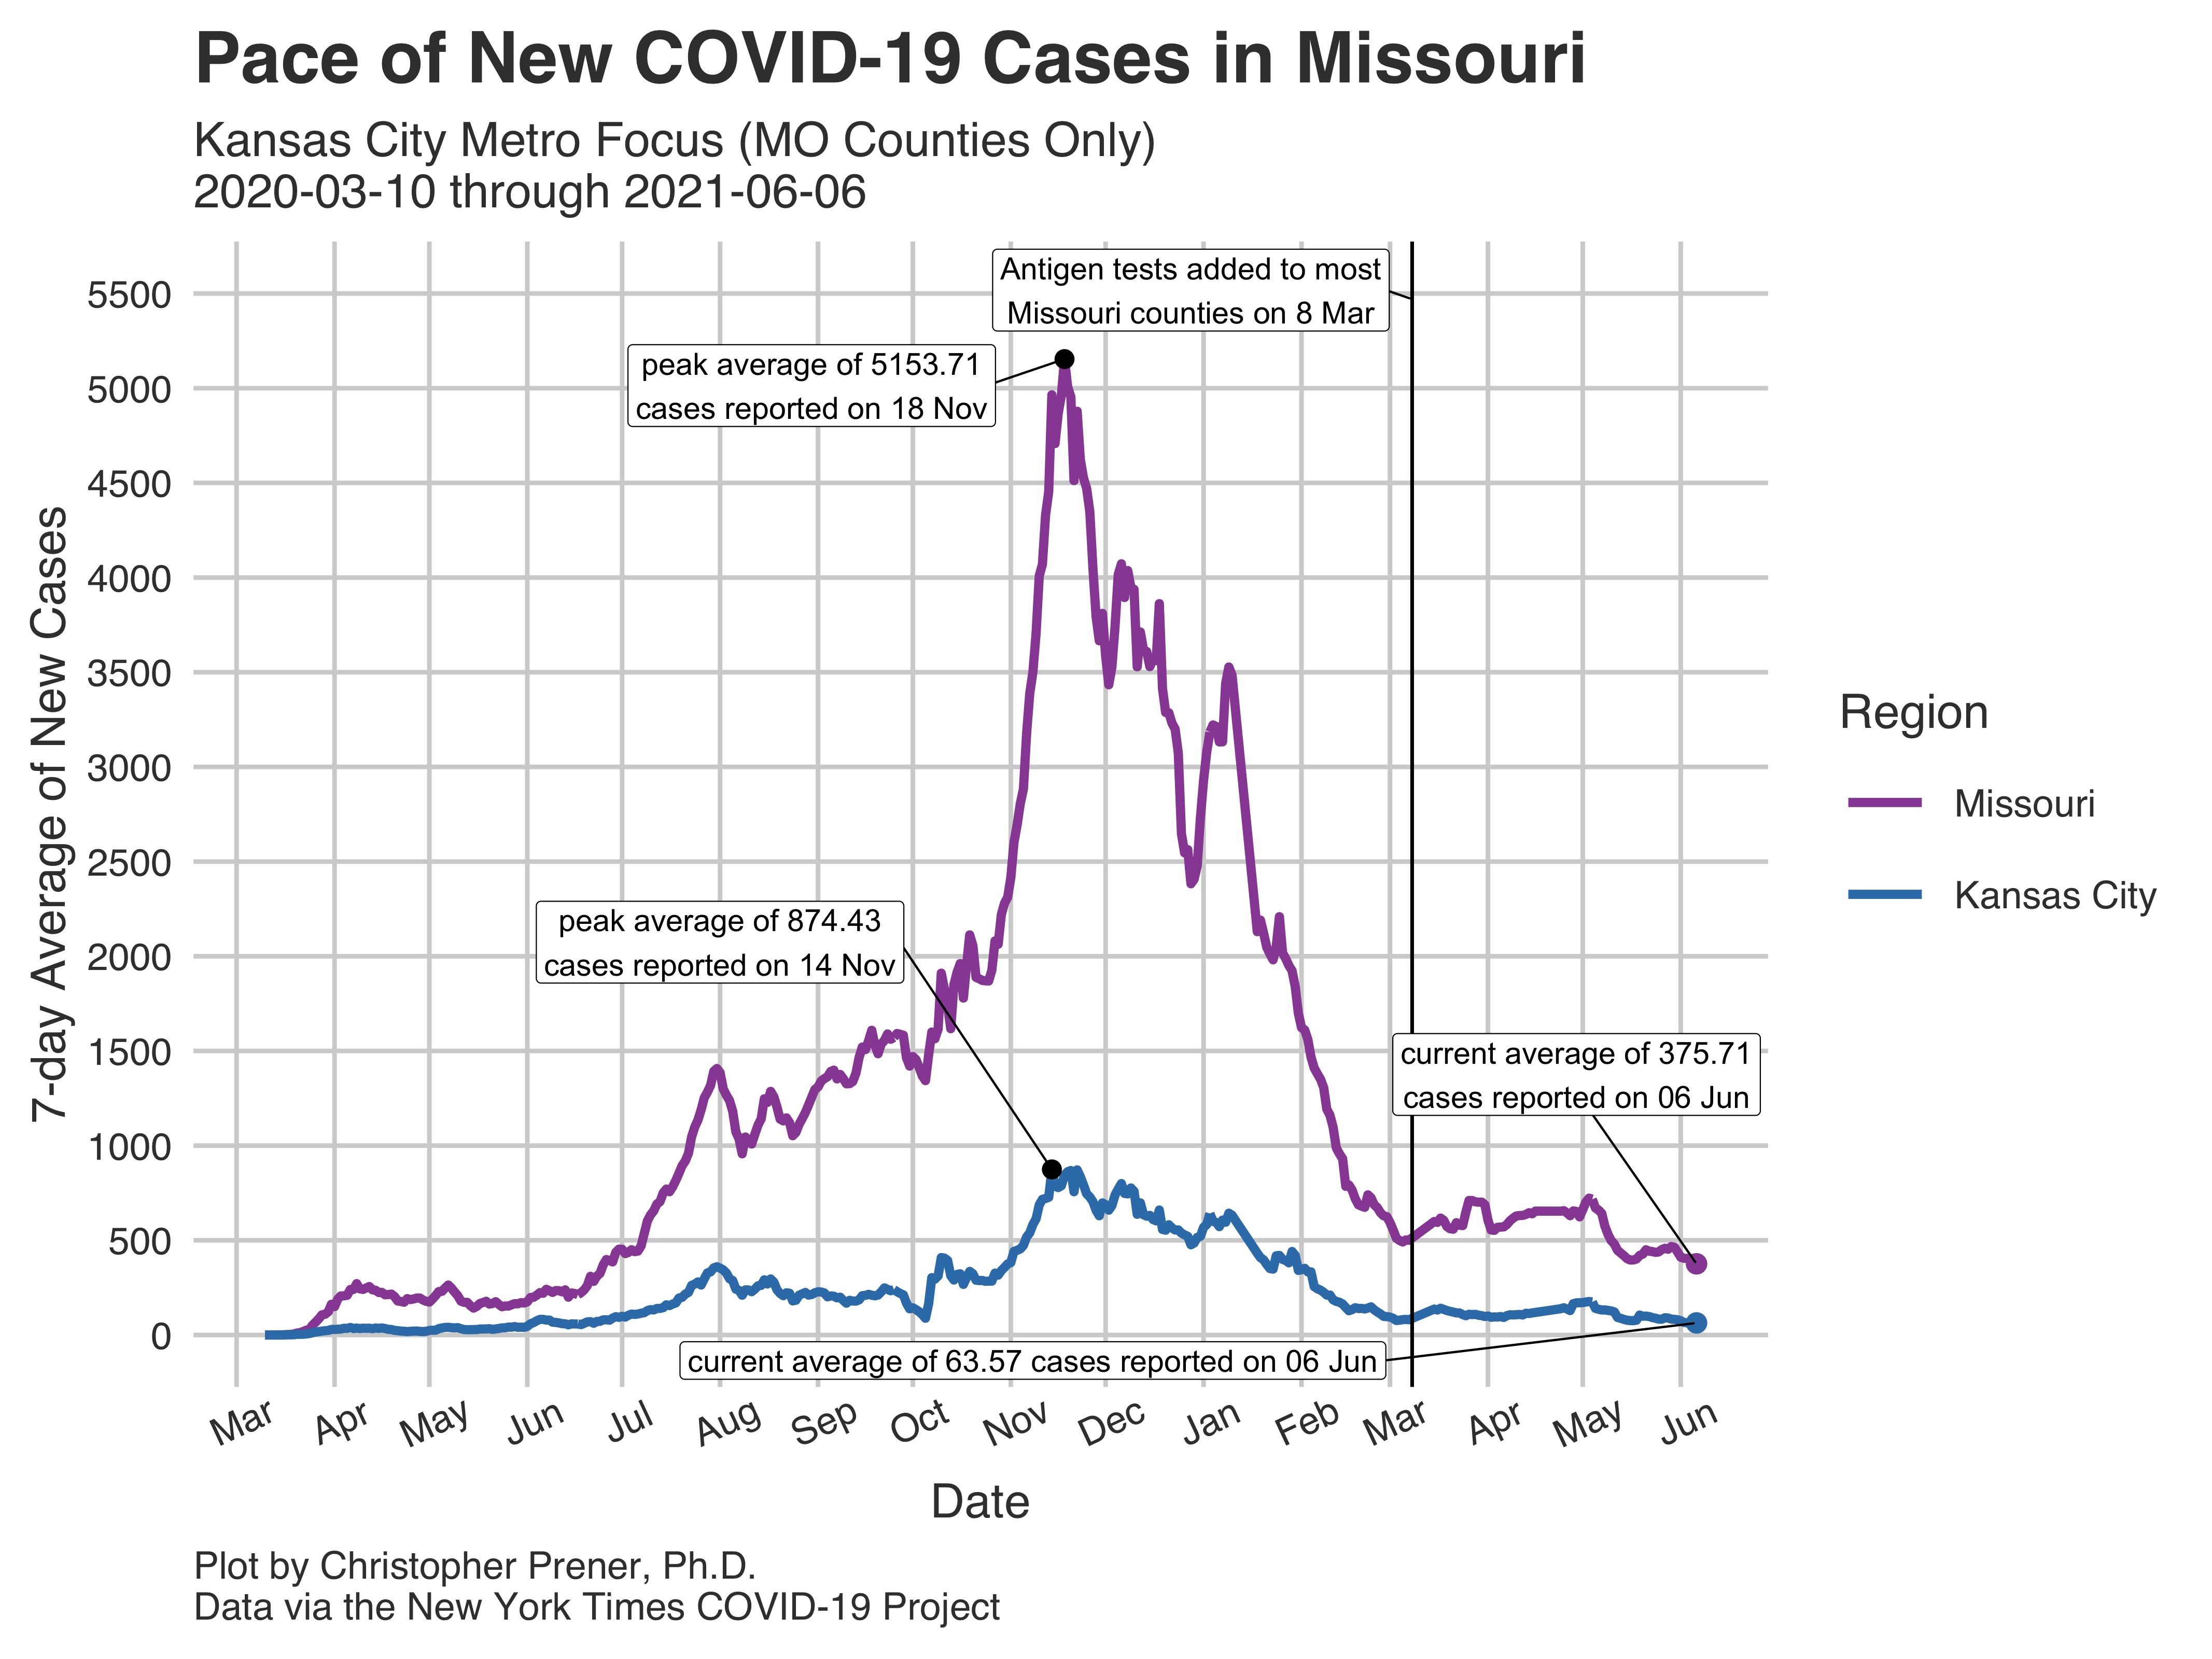 Pace of New COVID-19 Cases in Missouri
Kansas City Metro Focus (MO Counties Only)
2020-03-10 through 2021-06-06
Antigen tests added to most
Missouri counties on 8 Mar
peak average of 5153.71
cases reported on 18 Nov
peak average of 874.43
cases reported on 14 Nov
current average of 375.71
cases reported on 06 Jun
current average of 63.57 cases reported on 06 Jun
7-day Average of New Cases
5500
5000
4500
4000
3500
3000
2500
2000
1500
1000
500
0
Mar Apr May Jun Jul Aug Sep Oct Nov Dec Jan Feb Mar Apr May Jun
Date
Region
Missouri
Kansas City
Plot by Christopher Prener, Ph.D.
Data via the New York Times COVID-19 Project